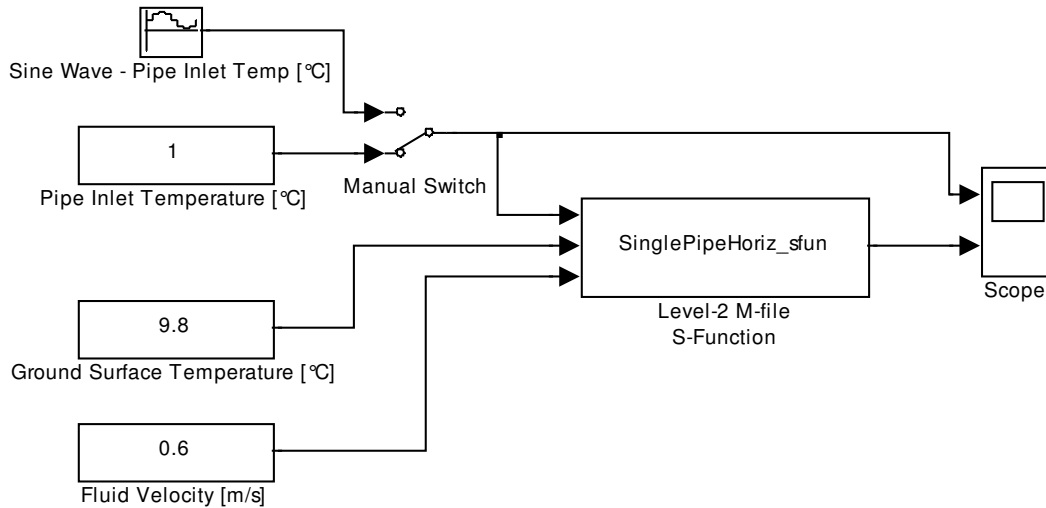 Sine Wave - Pipe Inlet Temp [°C]
1
Pipe Inlet Temperature [°C]
Manual Switch
SinglePipeHoriz_sfun
Level-2 M-file
S-Function
Scope
9.8
Ground Surface Temperature [°C]
0.6
Fluid Velocity [m/s]